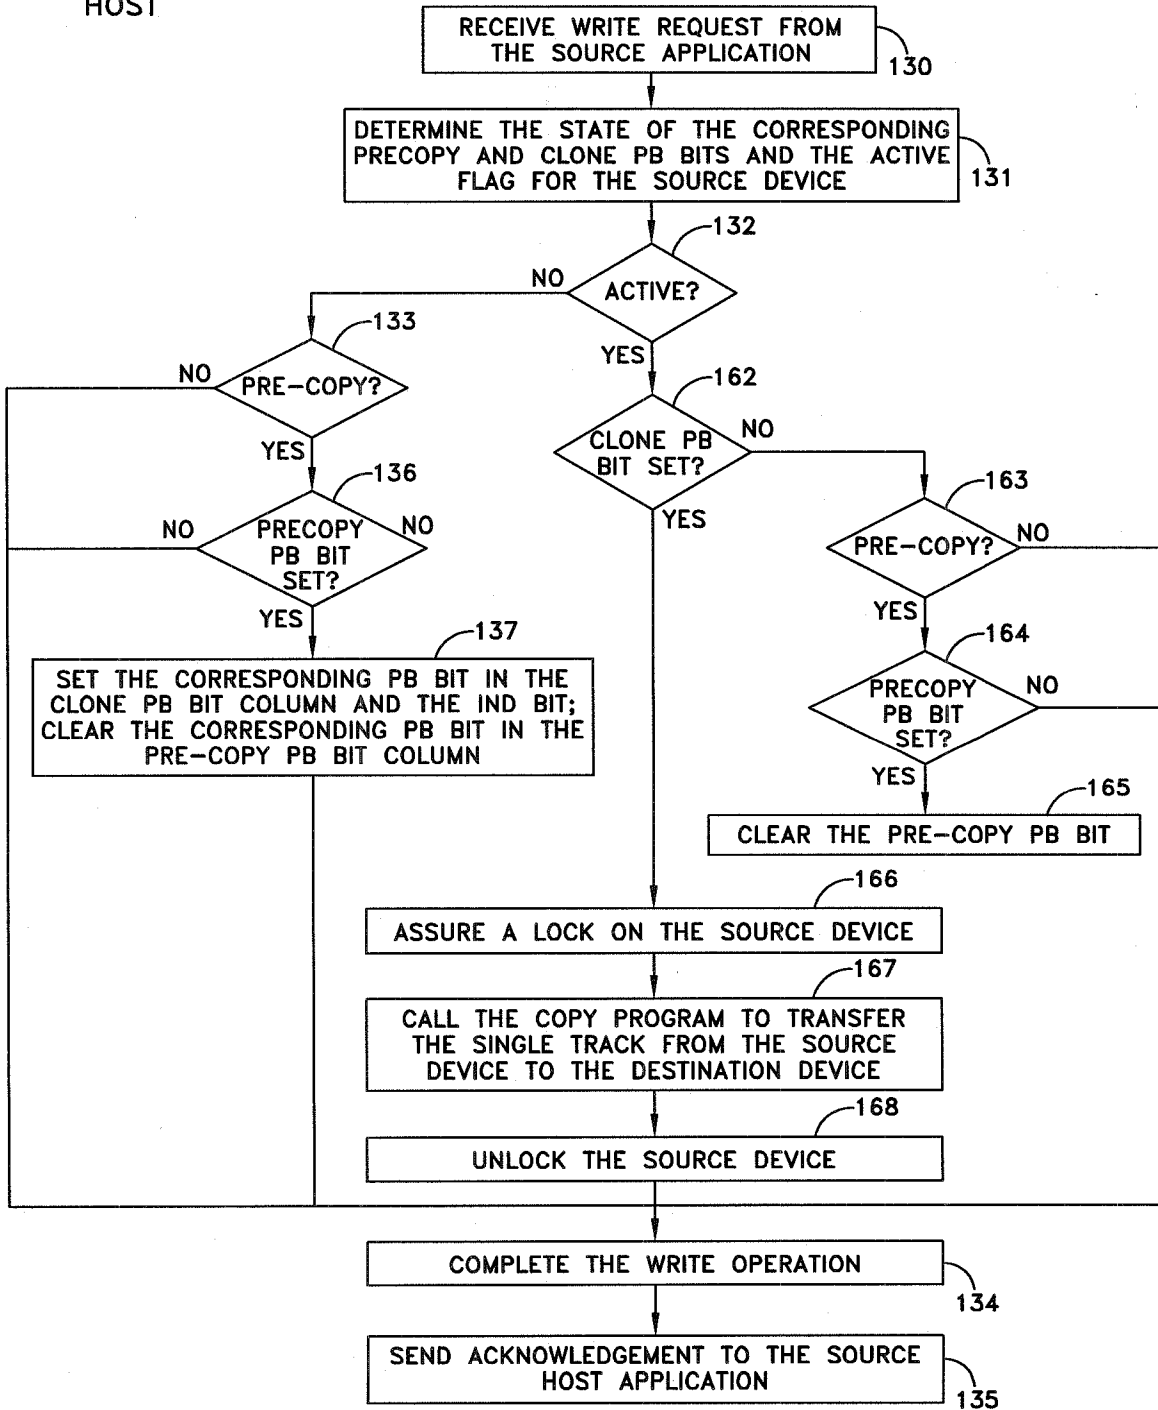 HOST
RECEIVE WRITE REQUEST FROM
THE SOURCE APPLICATION
130
DETERMINE THE STATE OF THE CORRESPONDING
PRECOPY AND CLONE PB BITS AND THE ACTIVE
FLAG FOR THE SOURCE DEVICE
131
132
ACTIVE?
NO
YES
133
PRE-COPY?
NO
YES
162
CLONE PB
BIT SET?
NO
YES
136
PRECOPY
PB BIT
SET?
NO
NO
YES
163
PRE-COPY?
NO
YES
137
SET THE CORRESPONDING PB BIT IN THE
CLONE PB BIT COLUMN AND THE IND BIT;
CLEAR THE CORRESPONDING PB BIT IN THE
PRE-COPY PB BIT COLUMN
164
PRECOPY
PB BIT
SET?
NO
YES
165
CLEAR THE PRE-COPY PB BIT
166
ASSURE A LOCK ON THE SOURCE DEVICE
167
CALL THE COPY PROGRAM TO TRANSFER
THE SINGLE TRACK FROM THE SOURCE
DEVICE TO THE DESTINATION DEVICE
168
UNLOCK THE SOURCE DEVICE
COMPLETE THE WRITE OPERATION
134
SEND ACKNOWLEDGEMENT TO THE SOURCE
HOST APPLICATION
135